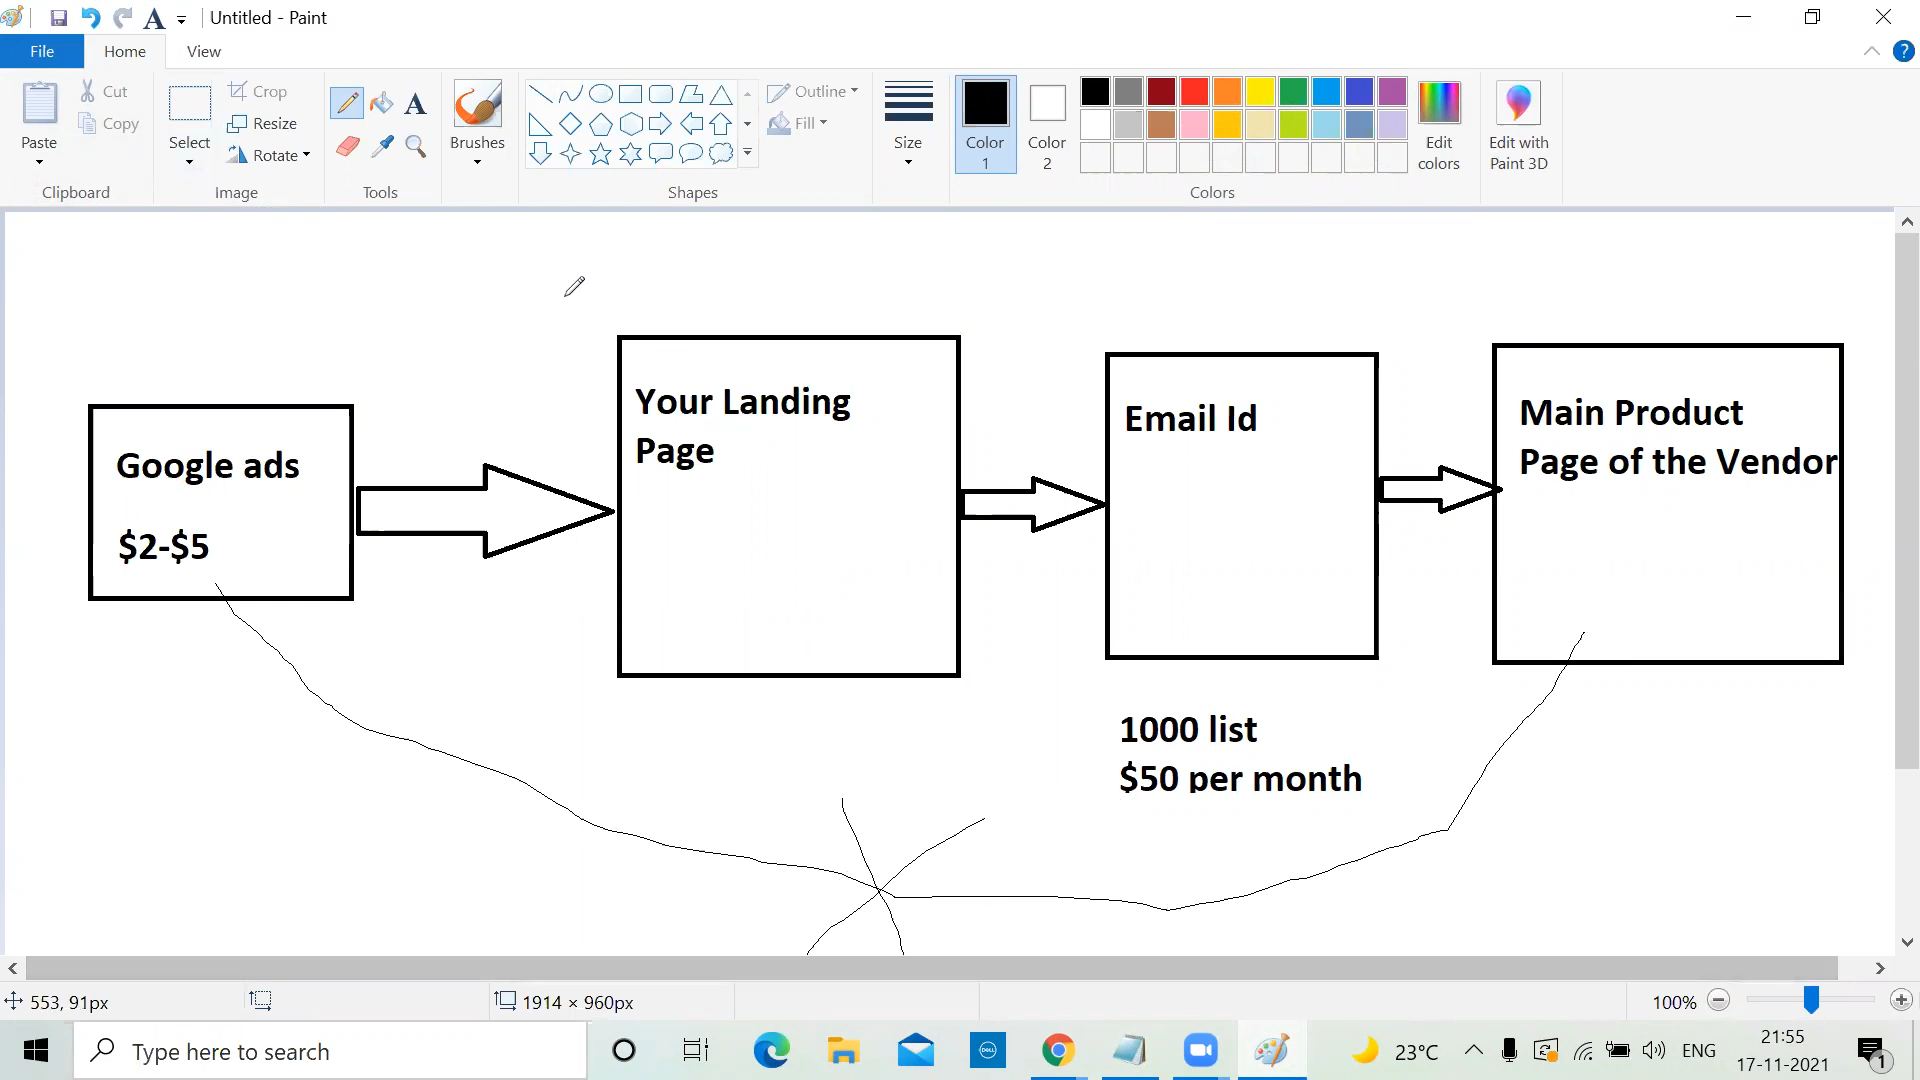 Untitled - Paint
File
Home
View
Paste
Cut
Copy
Clipboard
Select
Crop
Resize
Rotate
Image
A
Tools
Brushes
Shapes
Outline
Fill
Size
Color
1
Color
2
Colors
Edit
colors
Edit with
Paint 3D
?
Google ads
$2-$5
Your Landing
Page
Email Id
Main Product
Page of the Vendor
1000 list
$50 per month
553, 91px
1914 × 960px
100%
Type here to search
DELL
23°C
ENG
21:55
17-11-2021
1